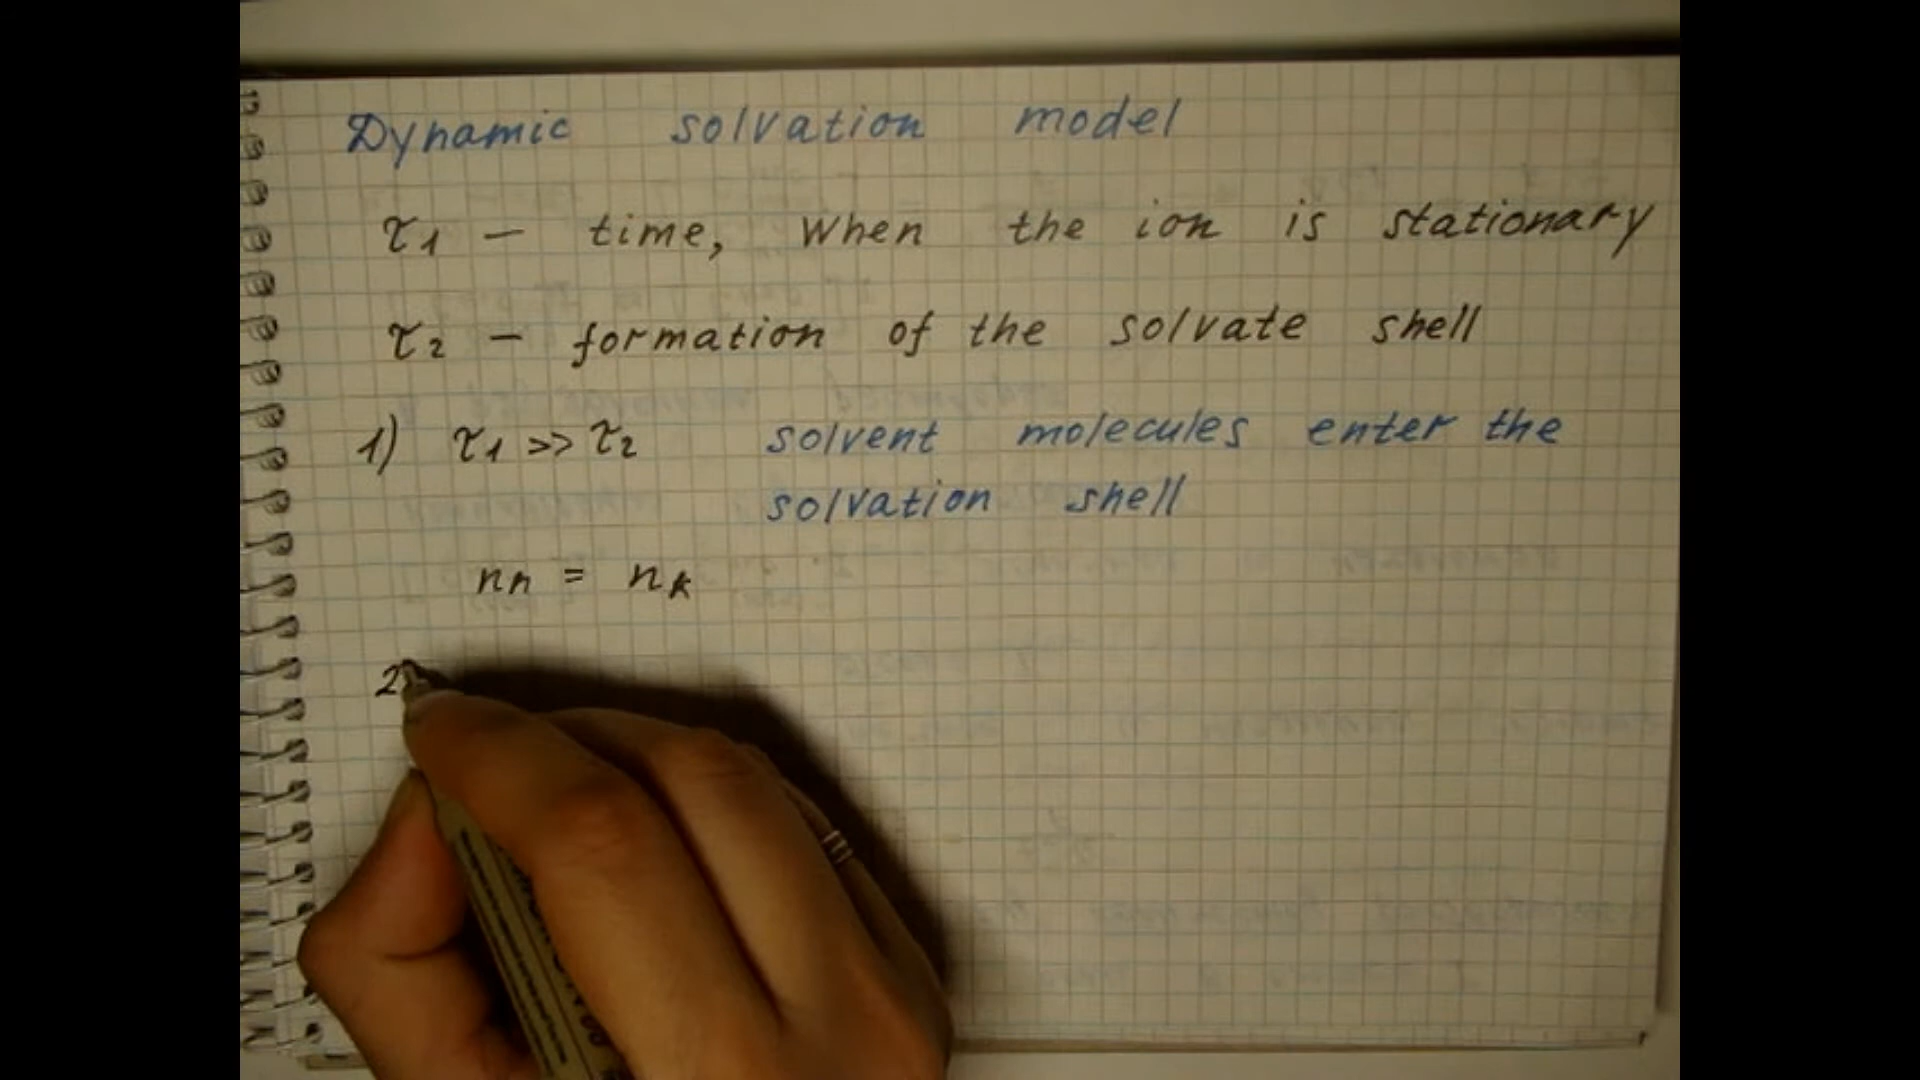 Dynamic solvation model
τ1 – time, when the ion is stationary
τ2 – formation of the solvate shell
1) τ1 >> τ2 solvent molecules enter the
solvation shell
nn = nk
2)